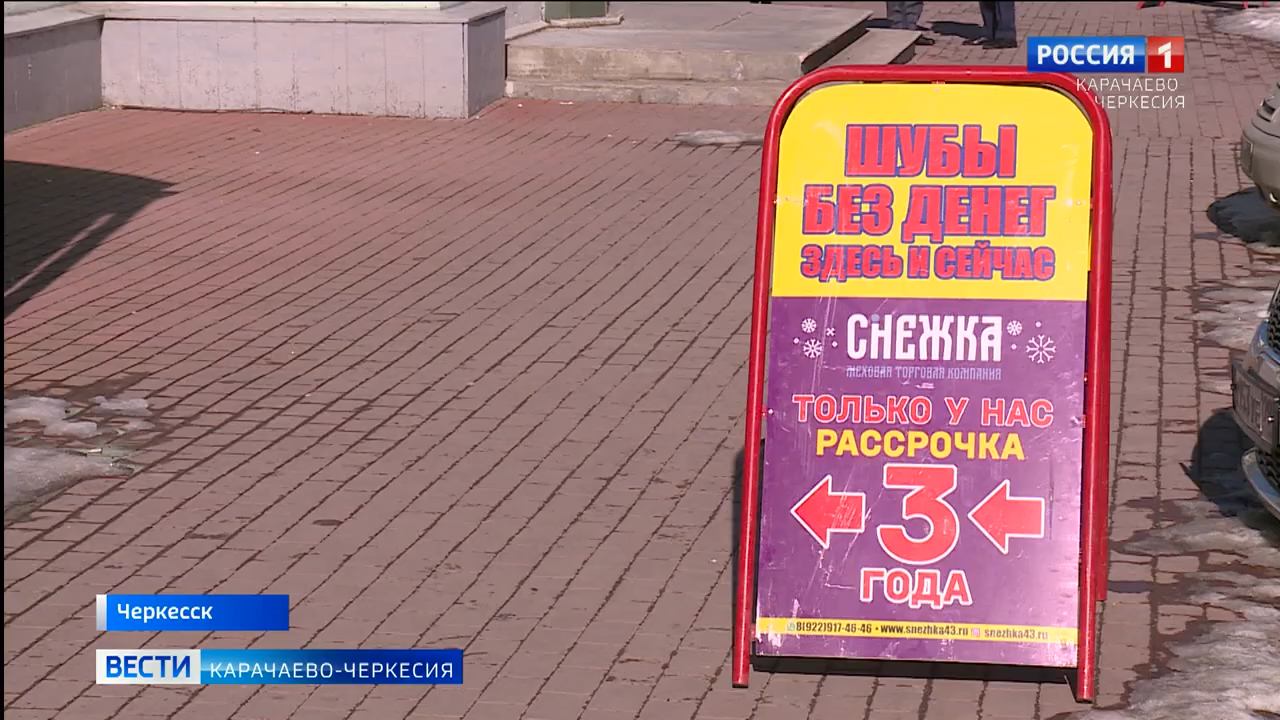 РОССИЯ 1
КАРАЧАЕВО
ЧЕРКЕСИЯ
ШУБЫ
БЕЗ ДЕНЕГ
ЗДЕСЬ И СЕЙЧАС
СНЕЖКА
МЕХОВАЯ ТОРГОВАЯ КОМПАНИЯ
ТОЛЬКО У НАС
РАССРОЧКА
3
ГОДА
8(922)917-46-46 • www.snezhka43.ru snezhka43.ru
Черкесск
ВЕСТИ КАРАЧАЕВО-ЧЕРКЕСИЯ